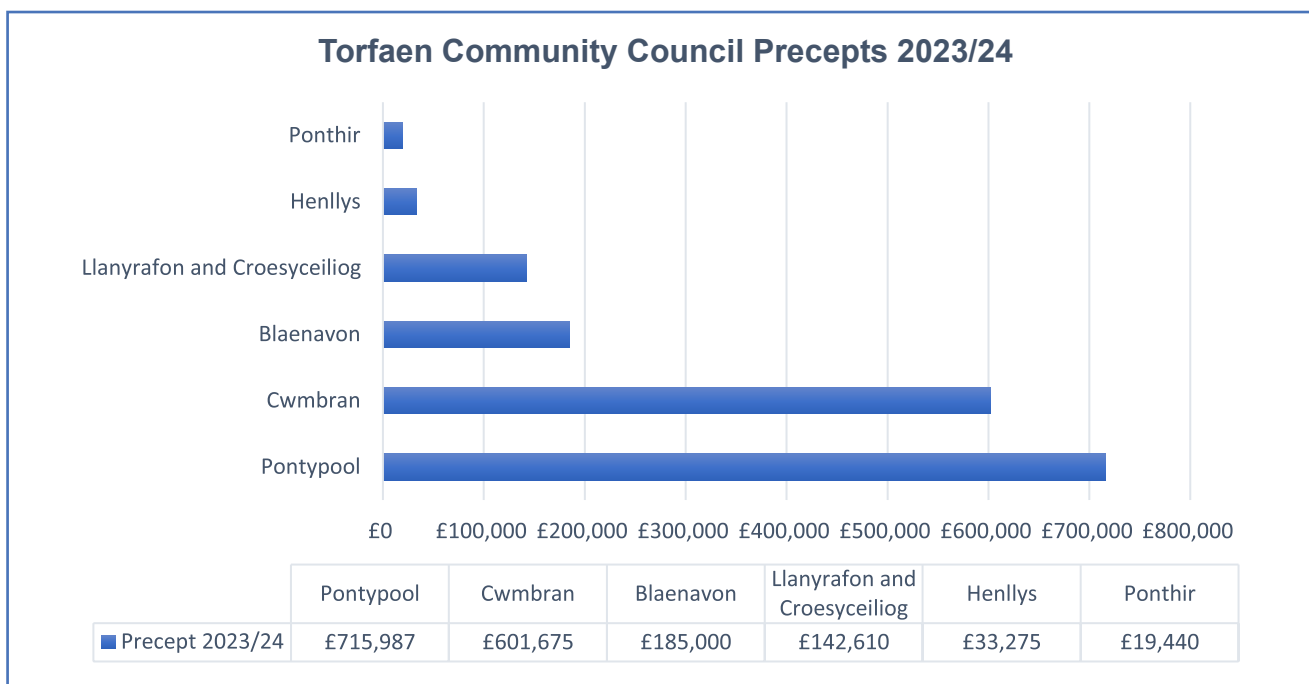 Torfaen Community Council Precepts 2023/24
Ponthir
Henllys
Llanyrafon and Croesyceiliog
Blaenavon
Cwmbran
Pontypool
£0 £100,000 £200,000 £300,000 £400,000 £500,000 £600,000 £700,000 £800,000
Pontypool Cwmbran Blaenavon Llanyrafon and Croesyceiliog Henllys Ponthir
Precept 2023/24 £715,987 £601,675 £185,000 £142,610 £33,275 £19,440